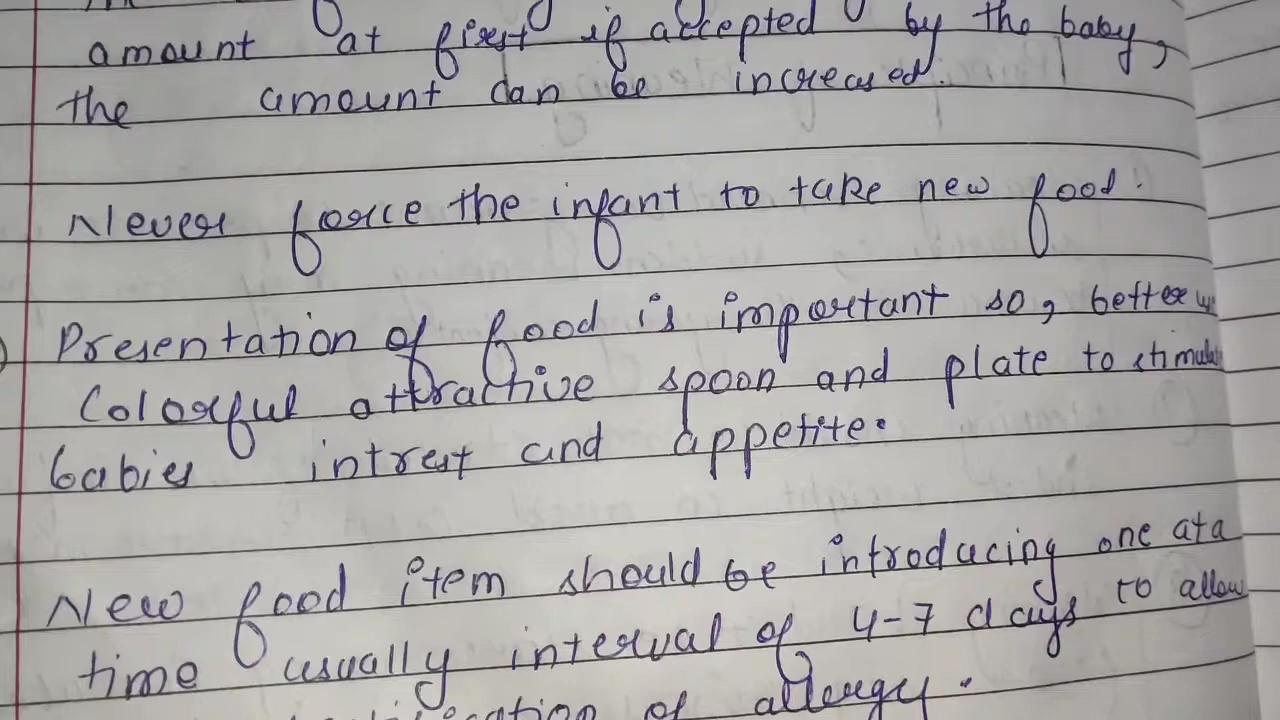 amount at first if accepted by the baby,
the amount can be increased.
Never force the infant to take new food.
Presentation of food is important so, better
Colorful attractive spoon and plate to
babies intrest and appetite.
New food item should be introducing one at a
time usually interval of 4-7 days to allow
of allergy.